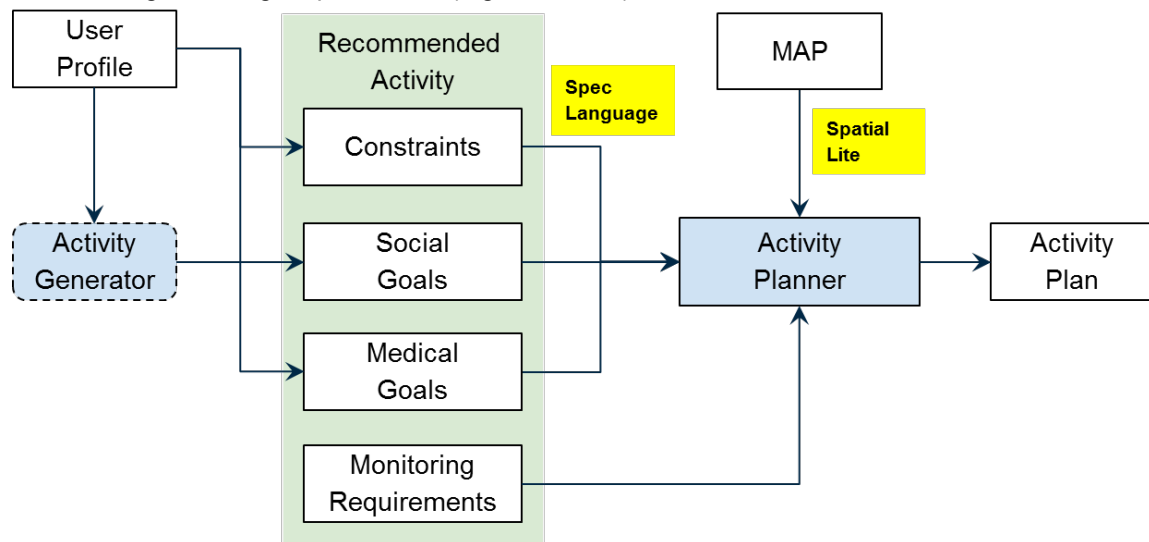 User
Profile
Recommended
Activity
Constraints
Spec
Language
MAP
Spatial
Lite
Activity
Generator
Social
Goals
Activity
Planner
Activity
Plan
Medical
Goals
Monitoring
Requirements